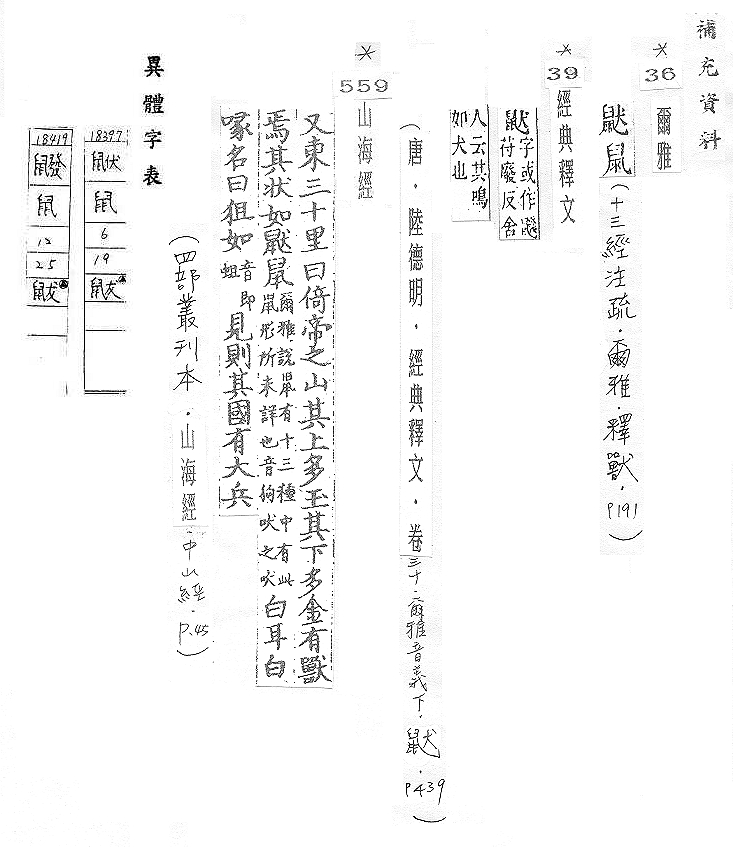 補充資料
*
36
爾雅
鼣鼠(十三經注疏.爾雅.釋獸.P191)
*
39
經典釋文
鼣字或作
苻廢反舍
人云其鳴
如犬也
(唐.陸德明.經典釋文.卷三十.爾雅音義下.鼣.P439)
*
559
山海經
又東三十里曰倚帝之山其上多玉其下多金有獸
焉其狀如鼣鼠爾雅說鼠有十三種中有此鼠形所未詳也音狗吠之吠白耳白
喙名曰狙如音即蛆見則其國有大兵
(四部叢刊本.山海經.中山經.P.45)
異體字表
18397
鼠
6
19
18419
鼠
12
25